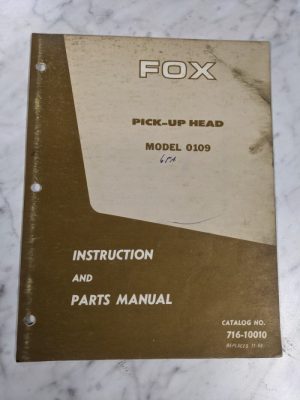 FOX
PICK-UP HEAD
MODEL 0109
INSTRUCTION
AND
PARTS MANUAL
CATALOG NO.
716-10010